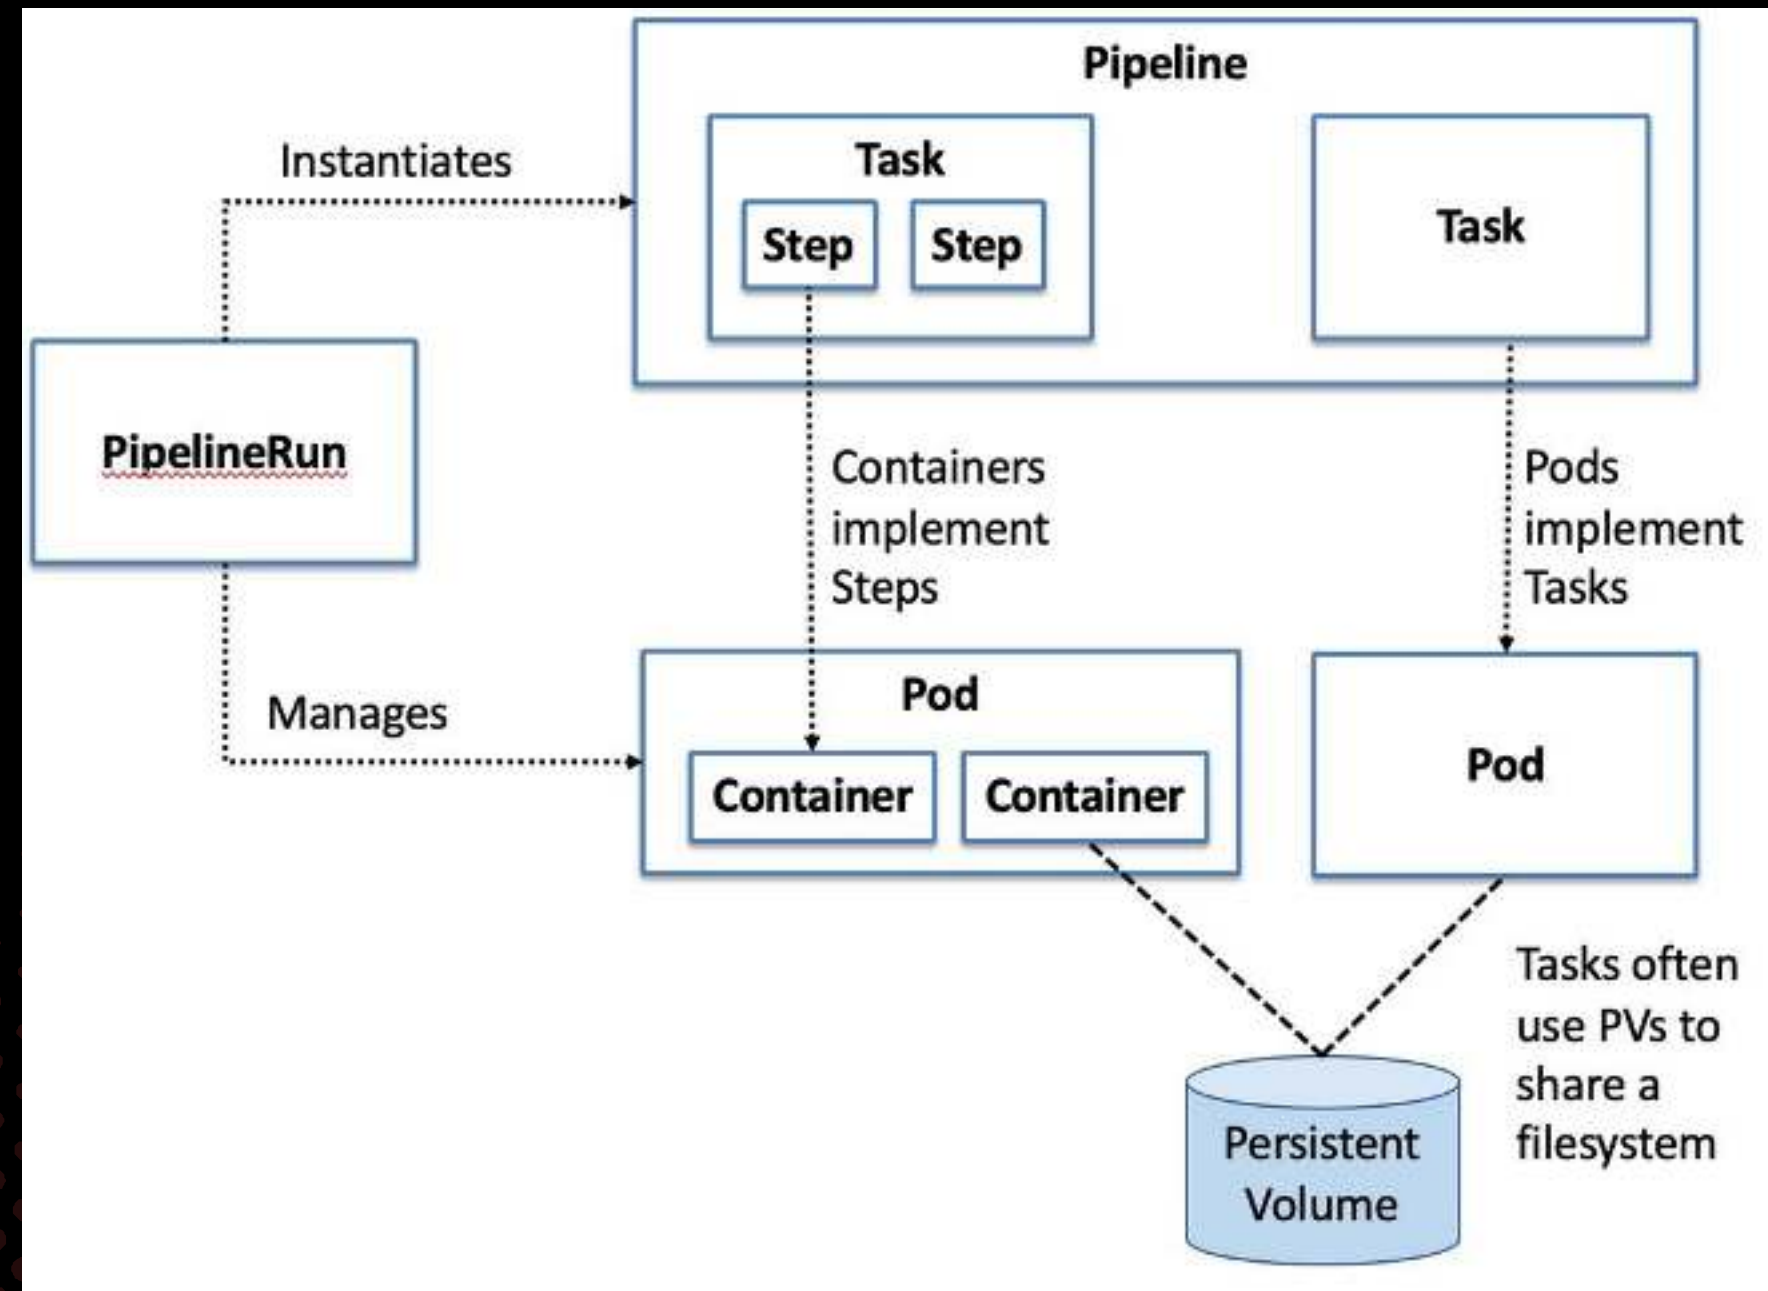 Pipeline
Instantiates
Task
Step
Step
Task
PipelineRun
Containers
implement
Steps
Pods
implement
Tasks
Manages
Pod
Container
Container
Pod
Tasks often
use PVs to
share a
filesystem
Persistent
Volume